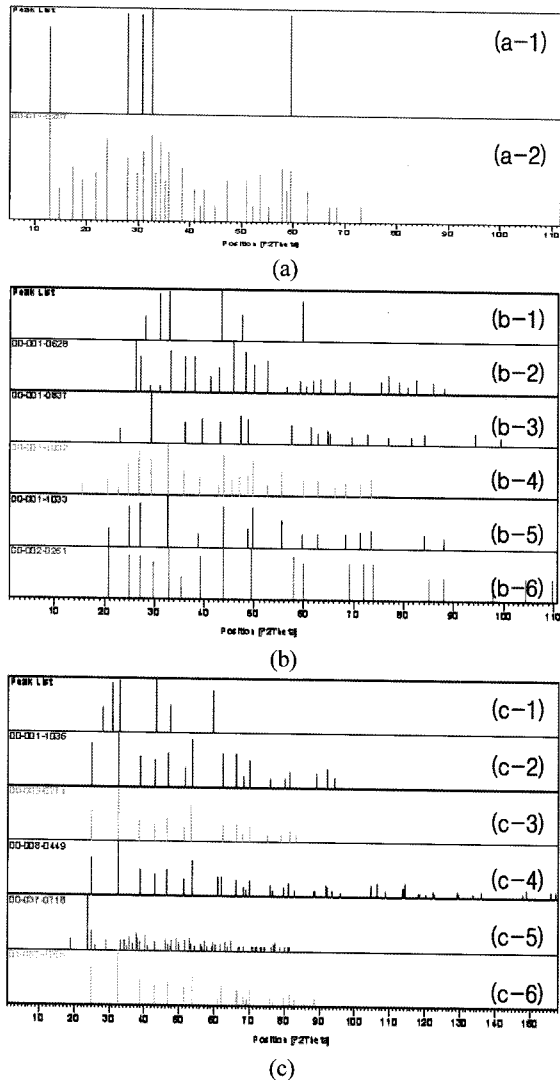 Peak List
(a-1)
(a-2)
10 20 30 40 50 60 70 80 90 100 110
Position [°2Theta]
(a)
Peak List
(b-1)
00-001-0628
(b-2)
00-001-0837
(b-3)
(b-4)
00-001-1033
(b-5)
00-002-0261
(b-6)
10 20 30 40 50 60 70 80 90 100 110
Position [°2Theta]
(b)
Peak List
(c-1)
00-001-1036
(c-2)
(c-3)
00-008-0449
(c-4)
00-037-0718
(c-5)
(c-6)
10 20 30 40 50 60 70 80 90 100 110 120 130 140 150 160
Position [°2Theta]
(c)